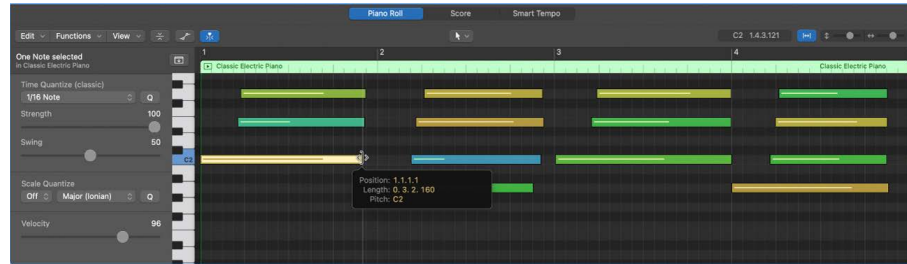 Piano Roll Score Smart Tempo
Edit Functions View C2 1.4.3.121
One Note selected
in Classic Electric Piano
1 2 3 4
Classic Electric Piano Classic Electric Piano
Time Quantize (classic)
1/16 Note Q
Strength 100
Swing 50
C2
Scale Quantize
Off Major (Ionian) Q
Velocity 96
Position: 1.1.1.1
Length: 0. 3. 2. 160
Pitch: C2